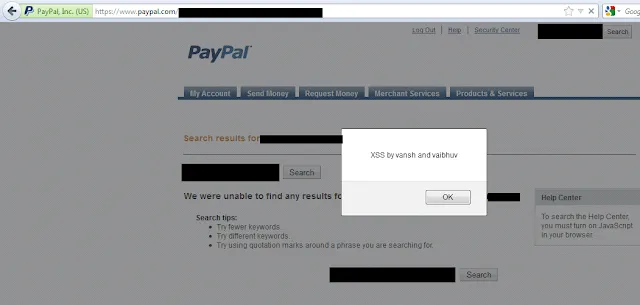 PayPal, Inc. (US) https://www.paypal.com/
Log Out Help Security Center Search
PayPal
My Account Send Money Request Money Merchant Services Products & Services
Search results for
XSS by vansh and vaibhuv
OK
Search
We were unable to find any results fo
Search tips:
Try fewer keywords
Try different keywords
Try using quotation marks around a phrase you are searching for.
Help Center
To search the Help Center,
you must turn on JavaScript
in your browser
Search